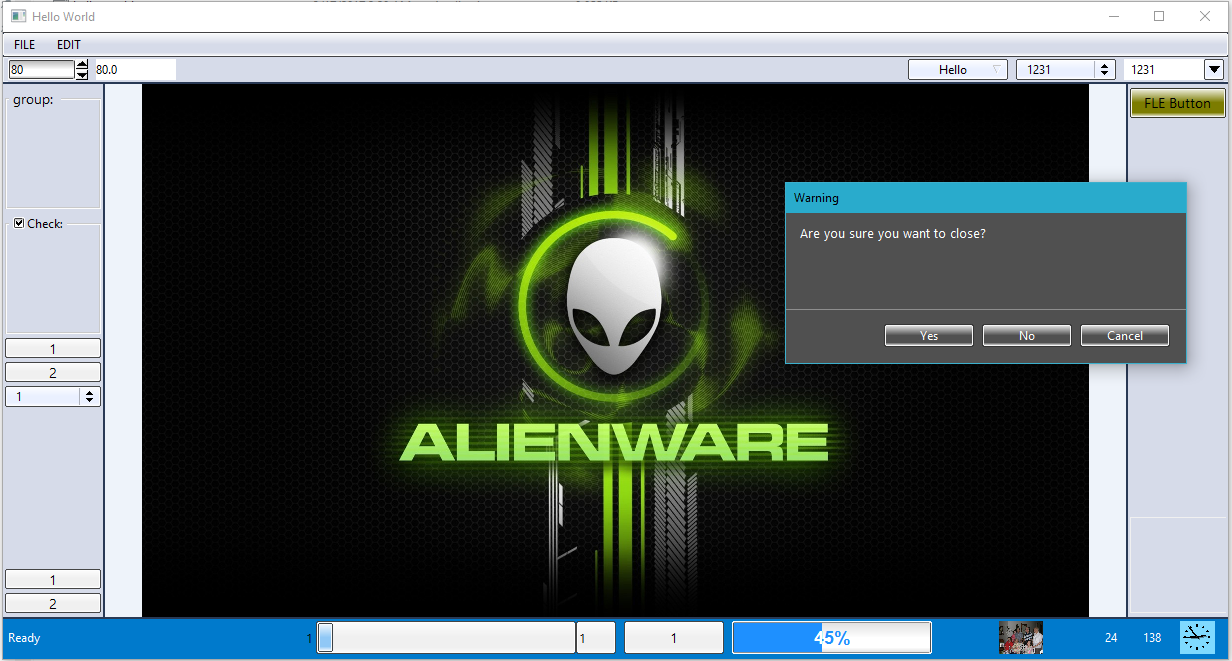 Hello World
FILE EDIT
80 80.0 Hello 1231 1231
group:
FLE Button
Warning
Check:
Are you sure you want to close?
Yes No Cancel
1
2
1
ALIENWARE
1
2
Ready 1 1 1 45% 24 138